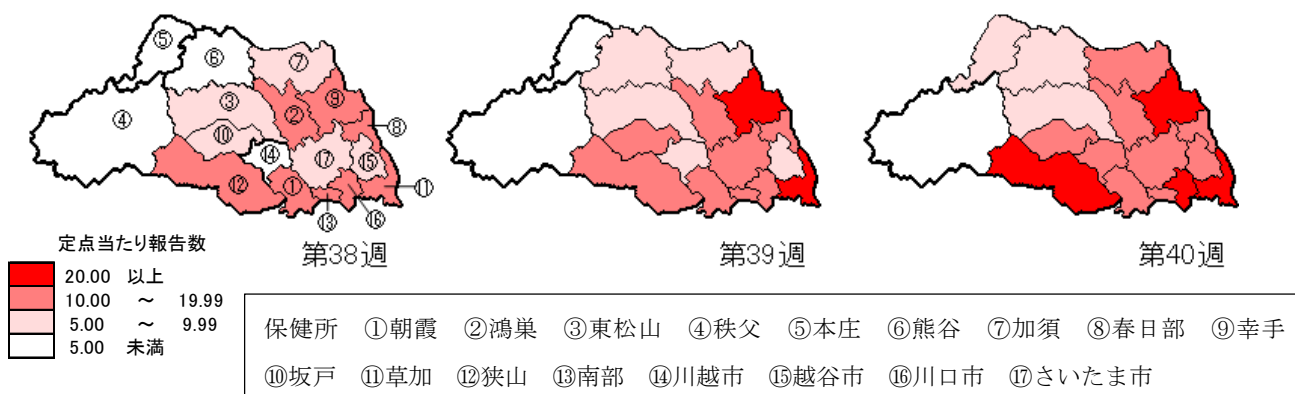 ⑤
⑥
⑦
③
②
⑨
④
⑧
⑩
⑭
⑰
⑮
⑫
①
⑪
⑬
⑯
第38週
第39週
第40週
定点当たり報告数
20.00 以上
10.00 ～ 19.99
5.00 ～ 9.99
5.00 未満
保健所 ①朝霞 ②鴻巣 ③東松山 ④秩父 ⑤本庄 ⑥熊谷 ⑦加須 ⑧春日部 ⑨幸手
⑩坂戸 ⑪草加 ⑫狭山 ⑬南部 ⑭川越市 ⑮越谷市 ⑯川口市 ⑰さいたま市